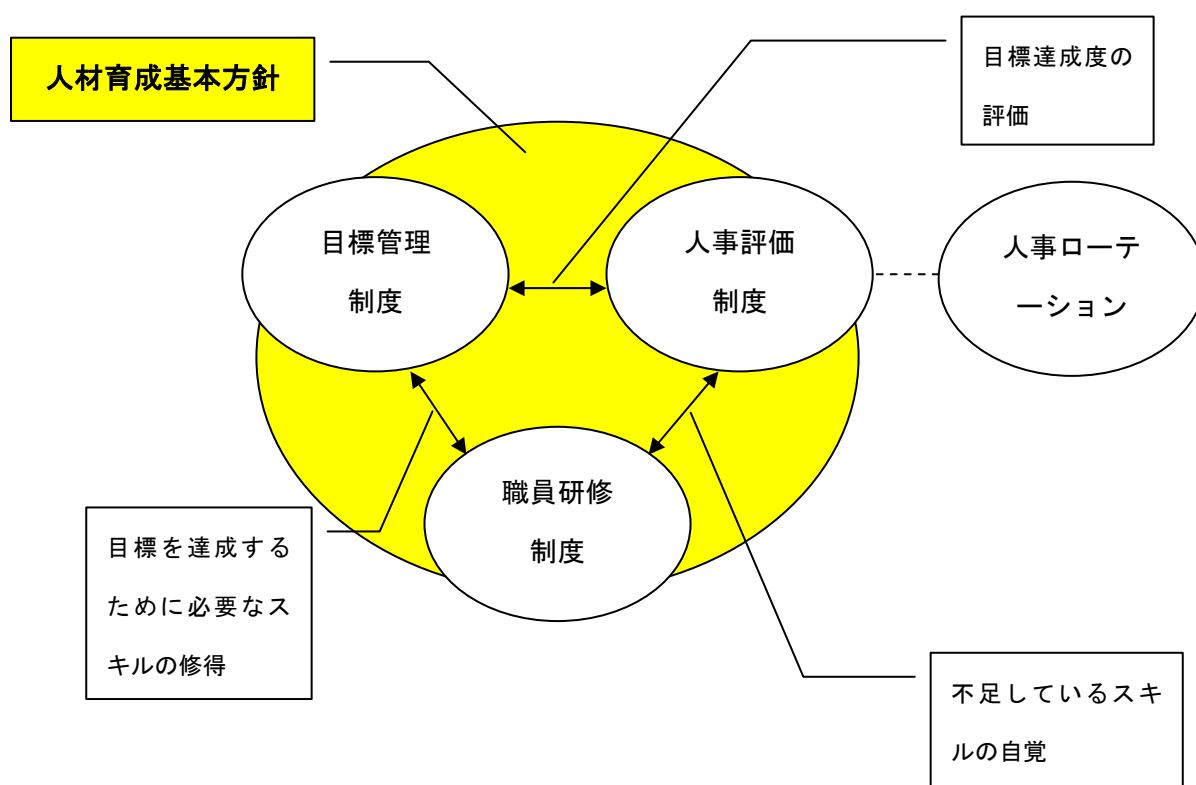 人材育成基本方針
目標達成度の
評価
目標管理
制度
人事評価
制度
人事ローテ
ーション
職員研修
制度
目標を達成する
ために必要なス
キルの修得
不足しているスキ
ルの自覚